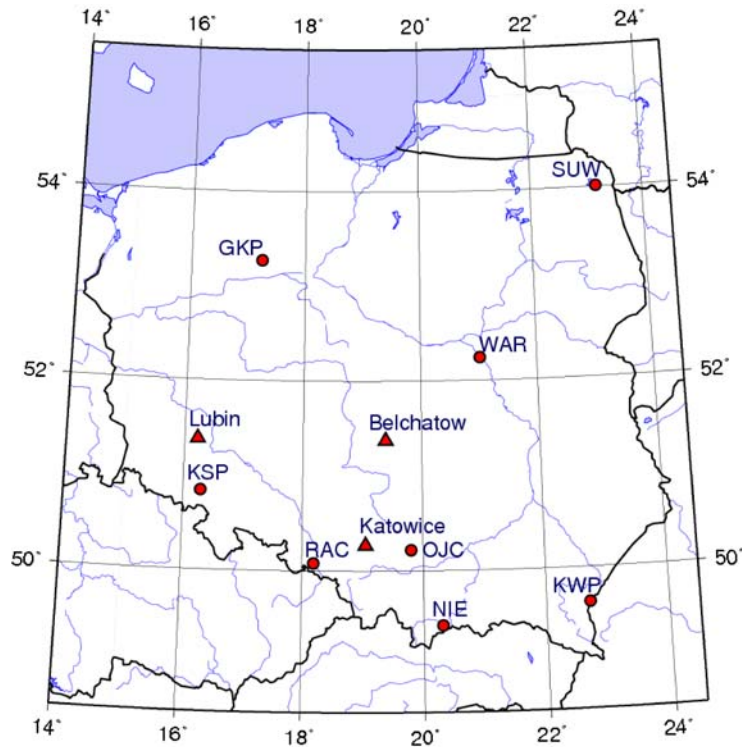 14° 16° 18° 20° 22° 24°
SUW
54° 54°
GKP
WAR
52° 52°
Lubin Belchatow
KSP
Katowice
50° RAC OJC 50°
KWP
NIE
14° 16° 18° 20° 22° 24°